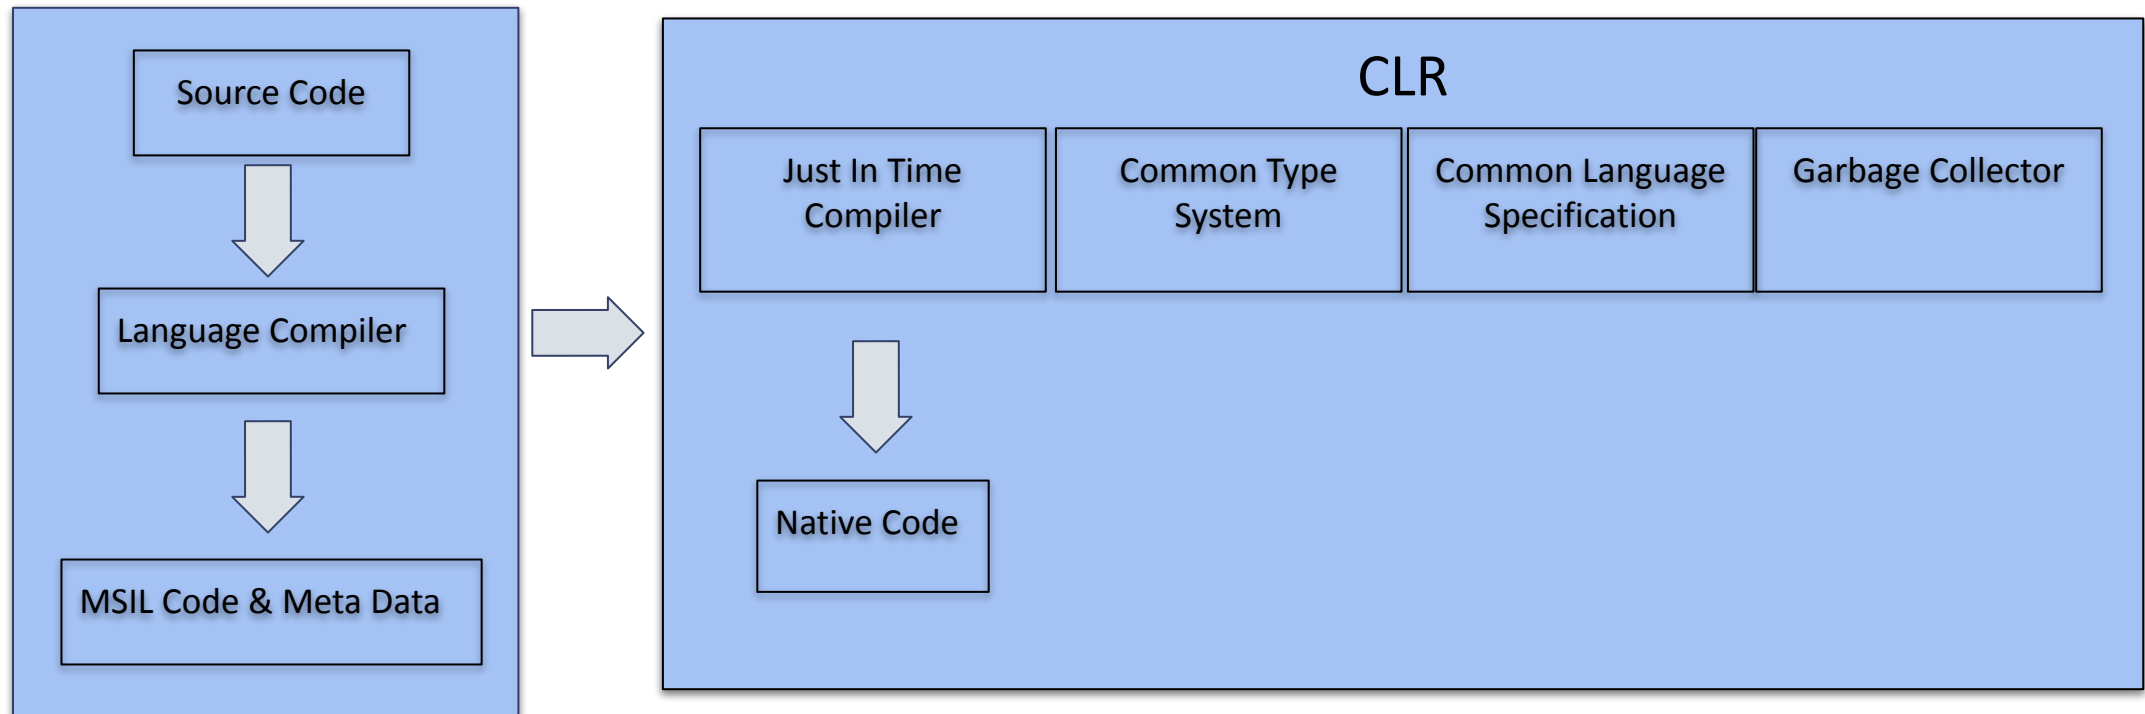 Source Code
Language Compiler
MSIL Code & Meta Data
CLR
Just In Time
Compiler
Common Type
System
Common Language
Specification
Garbage Collector
Native Code